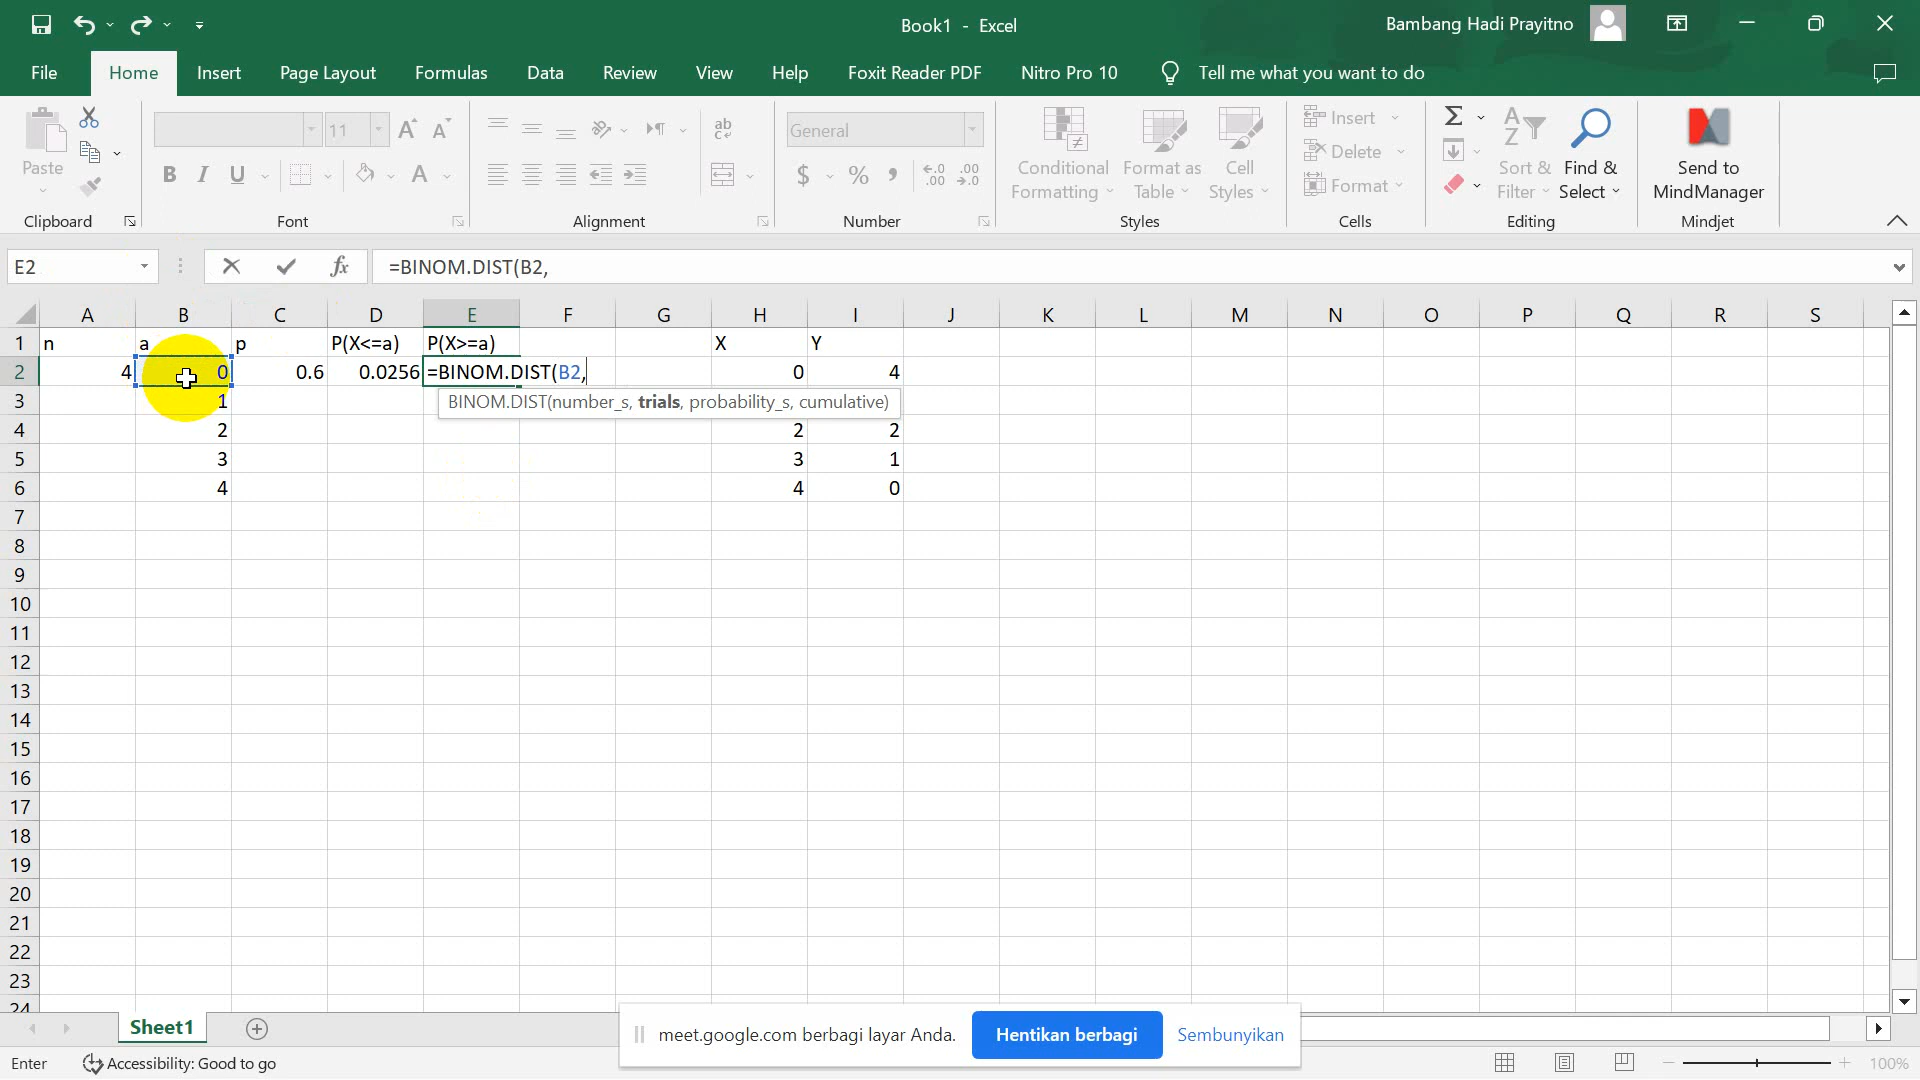 Book1 - Excel
Bambang Hadi Prayitno
File Home Insert Page Layout Formulas Data Review View Help Foxit Reader PDF Nitro Pro 10 Tell me what you want to do
Paste
Clipboard
11
B I U
A
Font
ab
Alignment
General
$ % ,
Number
Conditional Formatting
Format as Table
Cell Styles
Styles
Insert
Delete
Format
Cells
Sort & Filter
Find & Select
Editing
Send to MindManager
Mindjet
E2
fx
=BINOM.DIST(B2,
A B C D E F G H I J K L M N O P Q R S
1 n a p P(X<=a) P(X>=a) X Y
2 4 0 0.6 0.0256 =BINOM.DIST(B2, 0 4
3 1 BINOM.DIST(number_s, trials, probability_s, cumulative)
4 2 2 2
5 3 3 1
6 4 4 0
7
8
9
10
11
12
13
14
15
16
17
18
19
20
21
22
23
24
Sheet1
meet.google.com berbagi layar Anda. Hentikan berbagi Sembunyikan
Enter Accessibility: Good to go 100%